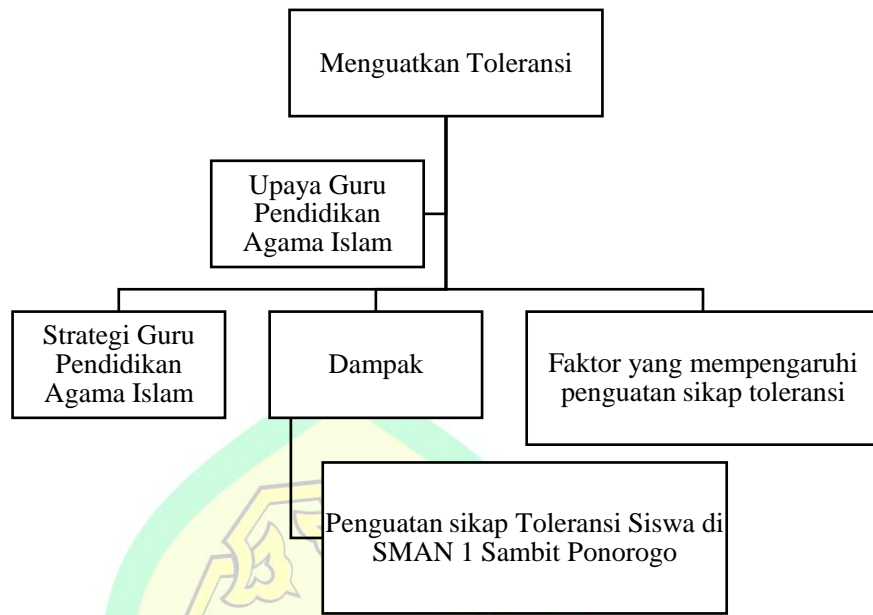 Menguatkan Toleransi
Upaya Guru
Pendidikan
Agama Islam
Strategi Guru
Pendidikan
Agama Islam
Dampak
Faktor yang mempengaruhi
penguatan sikap toleransi
Penguatan sikap Toleransi Siswa di
SMAN 1 Sambit Ponorogo